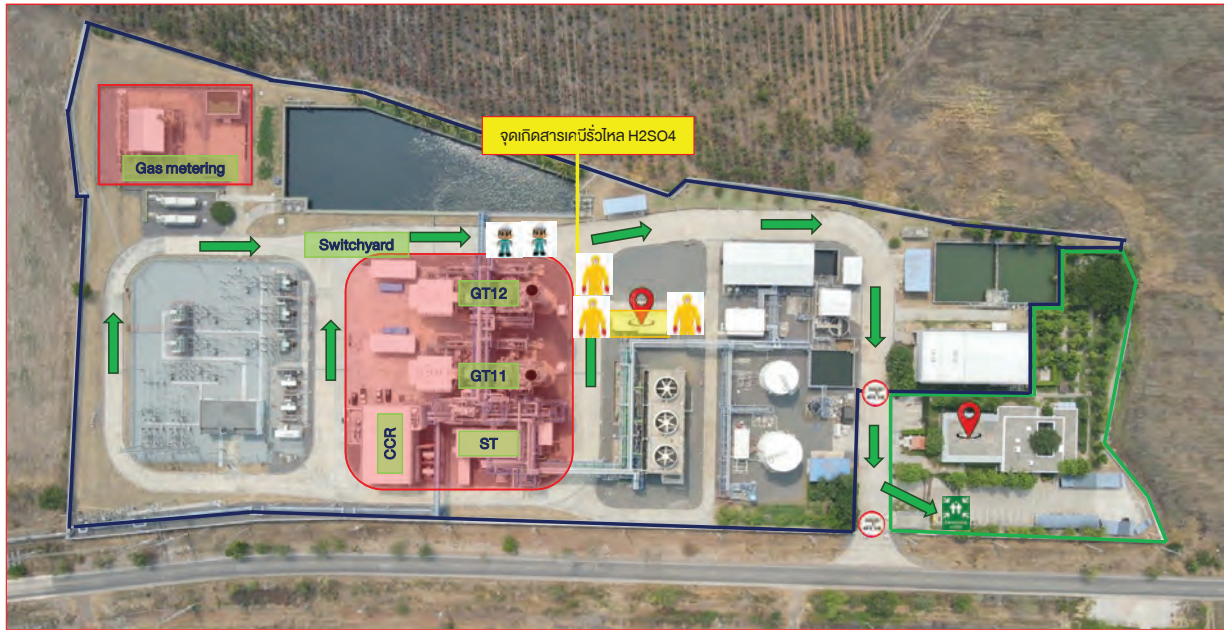 จุดเกิดสารเคมีรั่วไหล H2SO4
Gas metering
Switchyard
GT12
GT11
CCR
ST